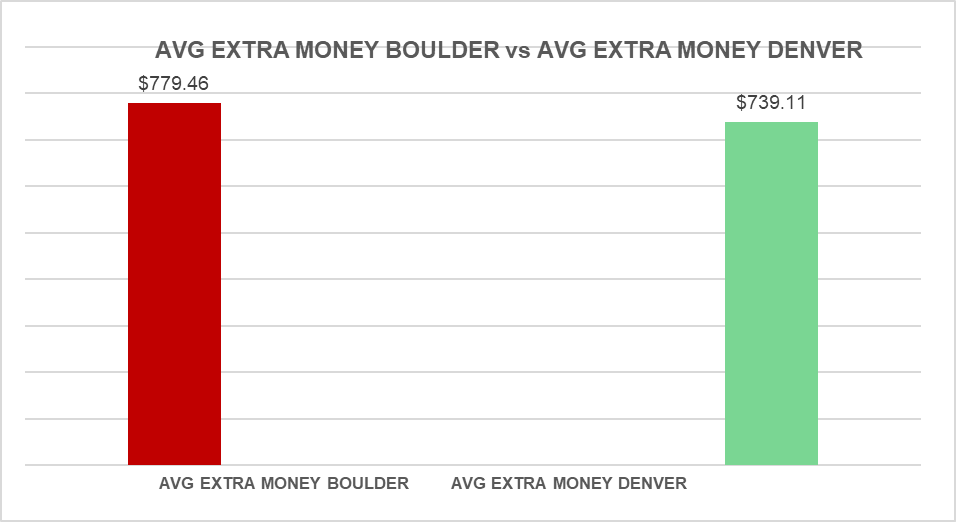 AVG EXTRA MONEY BOULDER vs AVG EXTRA MONEY DENVER
$779.46
$739.11
AVG EXTRA MONEY BOULDER
AVG EXTRA MONEY DENVER